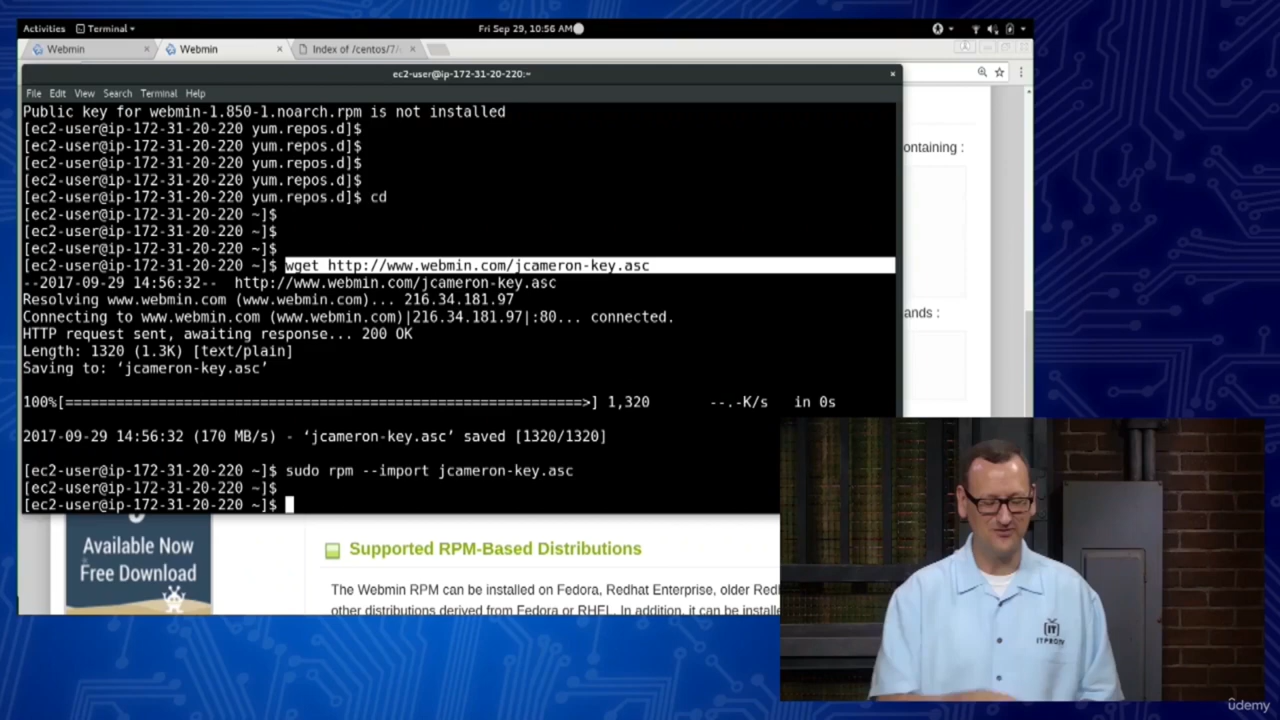 Activities
Terminal
Fri Sep 29, 10:56 AM
Webmin
Webmin
Index of /centos/7/
ec2-user@ip-172-31-20-220:~
File Edit View Search Terminal Help
Public key for webmin-1.850-1.noarch.rpm is not installed
[ec2-user@ip-172-31-20-220 yum.repos.d]$
[ec2-user@ip-172-31-20-220 yum.repos.d]$
[ec2-user@ip-172-31-20-220 yum.repos.d]$
[ec2-user@ip-172-31-20-220 yum.repos.d]$
[ec2-user@ip-172-31-20-220 yum.repos.d]$ cd
[ec2-user@ip-172-31-20-220 ~]$
[ec2-user@ip-172-31-20-220 ~]$
[ec2-user@ip-172-31-20-220 ~]$
[ec2-user@ip-172-31-20-220 ~]$ wget http://www.webmin.com/jcameron-key.asc
--2017-09-29 14:56:32-- http://www.webmin.com/jcameron-key.asc
Resolving www.webmin.com (www.webmin.com)... 216.34.181.97
Connecting to www.webmin.com (www.webmin.com)|216.34.181.97|:80... connected.
HTTP request sent, awaiting response... 200 OK
Length: 1320 (1.3K) [text/plain]
Saving to: ‘jcameron-key.asc’
100%[=============================================================>] 1,320 --.-K/s in 0s
2017-09-29 14:56:32 (170 MB/s) - ‘jcameron-key.asc’ saved [1320/1320]
[ec2-user@ip-172-31-20-220 ~]$ sudo rpm --import jcameron-key.asc
[ec2-user@ip-172-31-20-220 ~]$
[ec2-user@ip-172-31-20-220 ~]$
ontaining :
ands :
Available Now
Free Download
Supported RPM-Based Distributions
The Webmin RPM can be installed on Fedora, Redhat Enterprise, older Red
other distributions derived from Fedora or RHEL. In addition, it can be installe
IT
ITPROTV
ûdemy